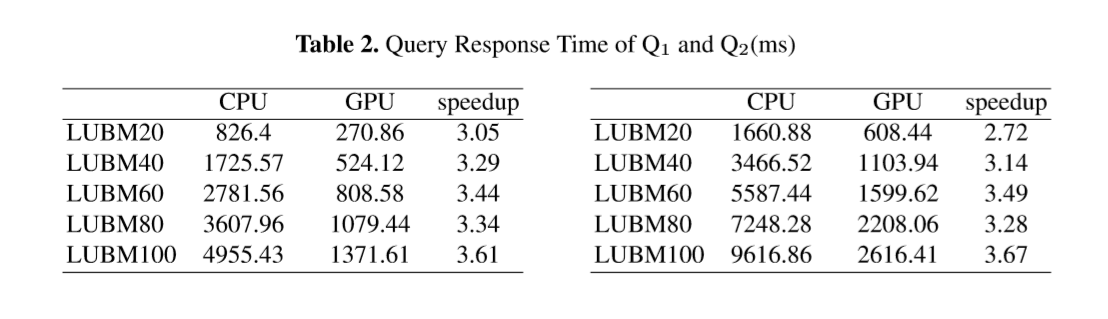 Table 2. Query Response Time of Q₁ and Q₂(ms)
CPU GPU speedup
LUBM20 826.4 270.86 3.05
LUBM40 1725.57 524.12 3.29
LUBM60 2781.56 808.58 3.44
LUBM80 3607.96 1079.44 3.34
LUBM100 4955.43 1371.61 3.61
CPU GPU speedup
LUBM20 1660.88 608.44 2.72
LUBM40 3466.52 1103.94 3.14
LUBM60 5587.44 1599.62 3.49
LUBM80 7248.28 2208.06 3.28
LUBM100 9616.86 2616.41 3.67